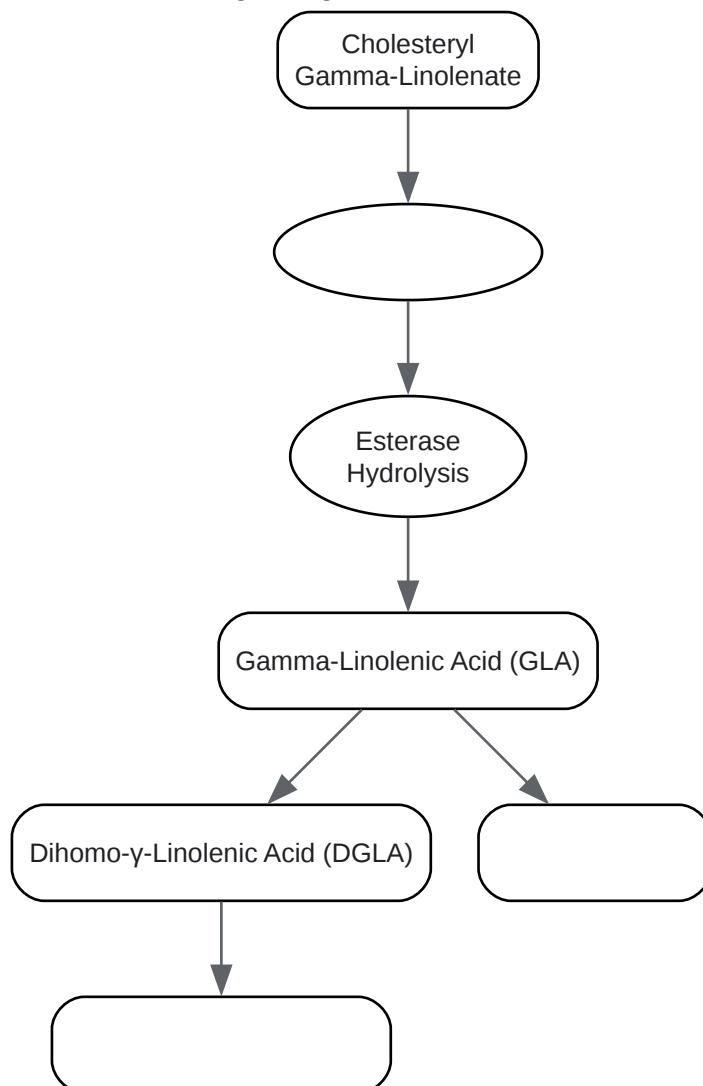 Cholesteryl
Gamma-Linolenate
Esterase
Hydrolysis
Gamma-Linolenic Acid (GLA)
Dihomo-γ-Linolenic Acid (DGLA)